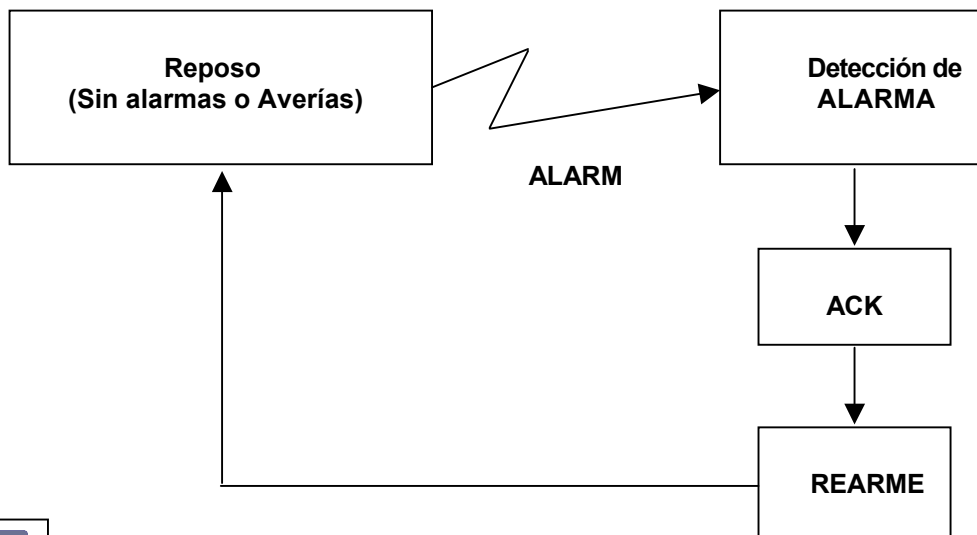 Reposo
(Sin alarmas o Averías)
Detección de
ALARMA
ALARM
ACK
REARME